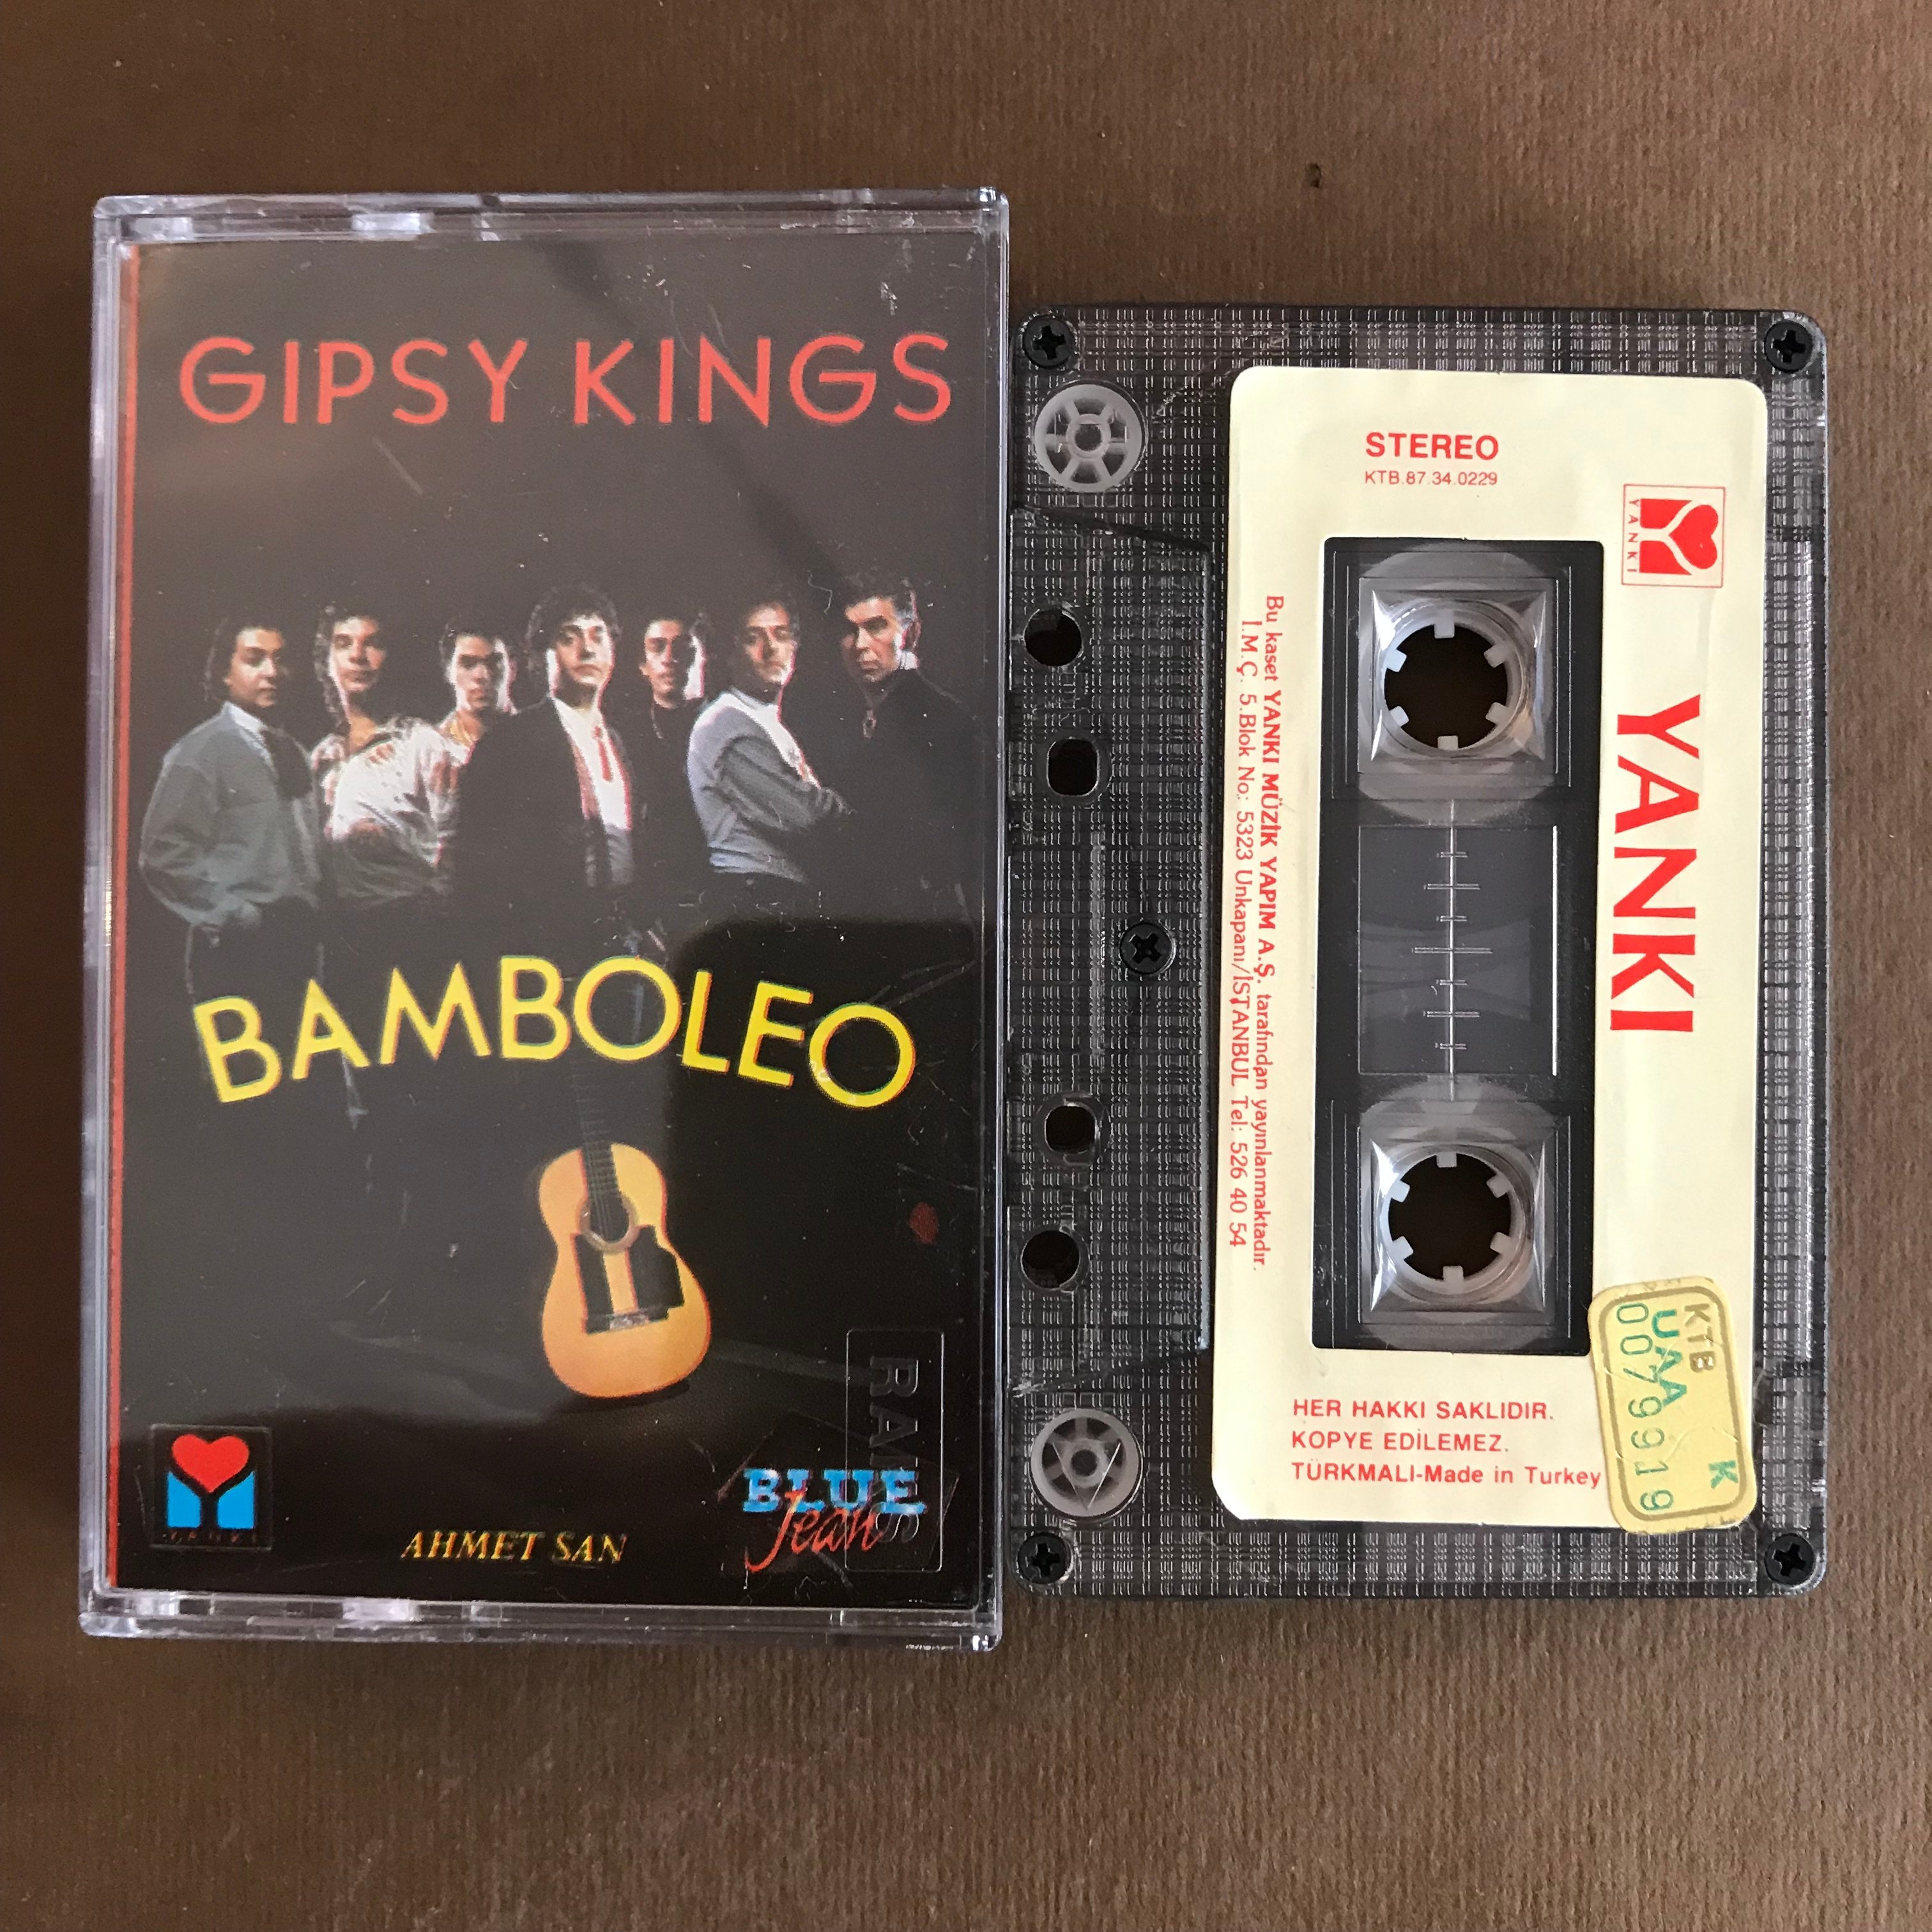 GIPSY KINGS
BAMBOLEO
YANKI
AHMET SAN
BLUE
Jean
RAKS
STEREO
KTB.87.34.0229
YANKI
YANKI
Bu kaset YANKI MÜZİK YAPIM A.Ş. tarafından yayınlanmaktadır.
İ.M.Ç. 5.Blok No: 5323 Unkapanı/İSTANBUL Tel: 526 40 54
HER HAKKI SAKLIDIR.
KOPYE EDİLEMEZ.
TÜRKMALI-Made in Turkey
KTB K
UAA
0079919